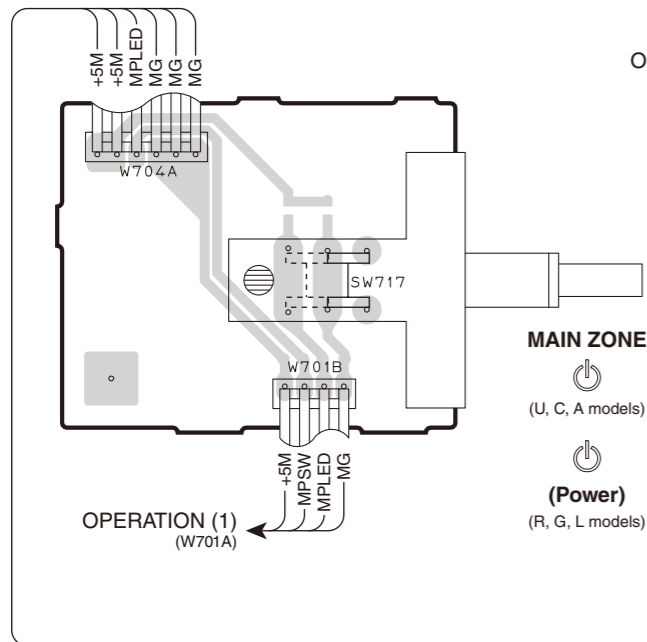 +5M
+5M
MPLED
MG
MG
MG
O
W704A
SW717
W701B
+5M
MPSW
MPLED
MG
OPERATION (1)
(W701A)
MAIN ZONE
(U, C, A models)
(Power)
(R, G, L models)